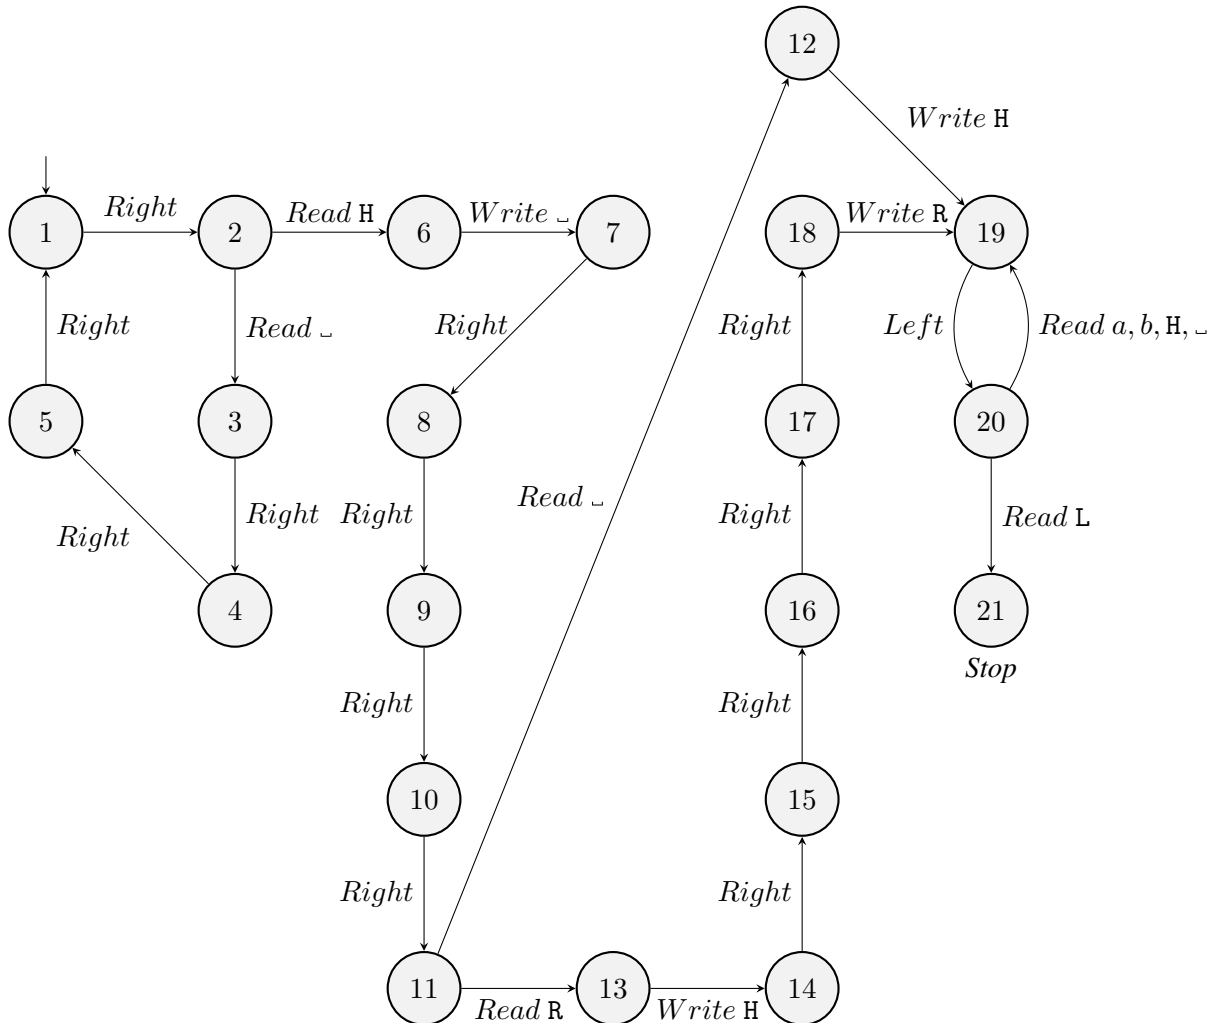 12
Write H
1
Right
2
Read H
6
Write ␣
7
18
Write R
19
Right
Read ␣
Right
Right
Left
Read a, b, H, ␣
5
3
8
17
20
Right
Right
Right
Read ␣
Right
Read L
4
9
16
21
Stop
Right
Right
10
15
Right
Right
11
Read R
13
Write H
14